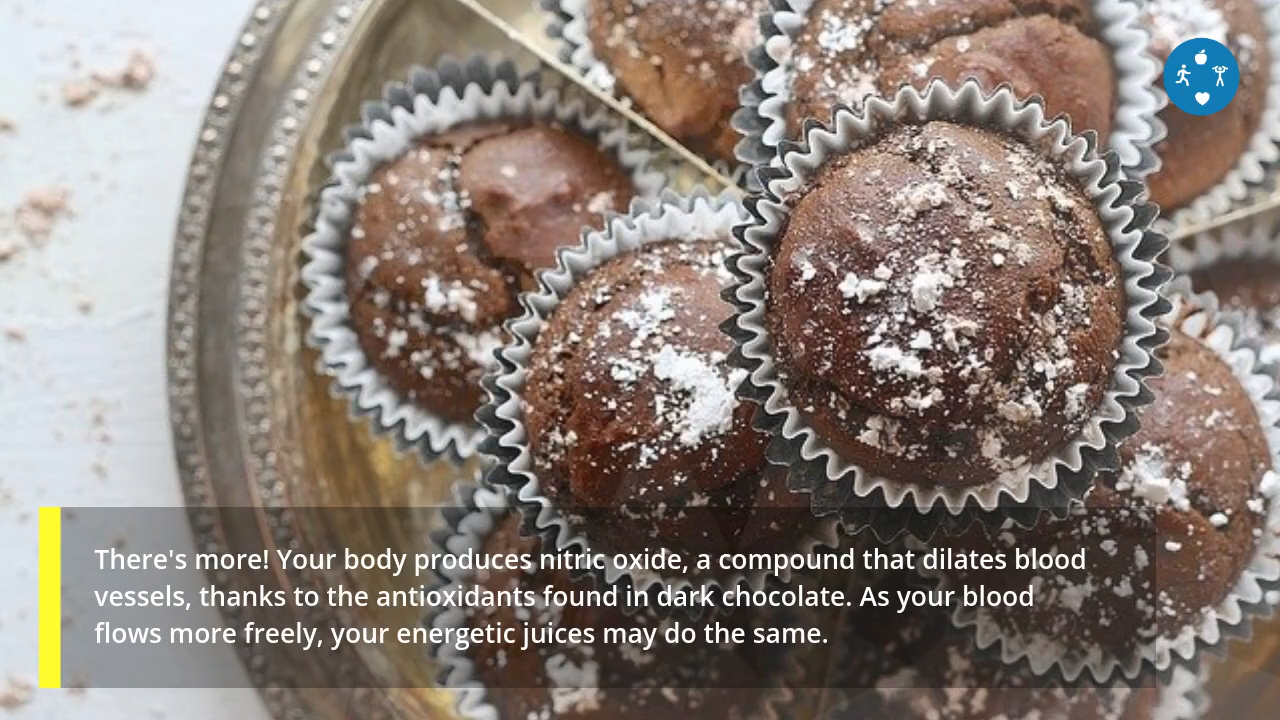 There's more! Your body produces nitric oxide, a compound that dilates blood
vessels, thanks to the antioxidants found in dark chocolate. As your blood
flows more freely, your energetic juices may do the same.